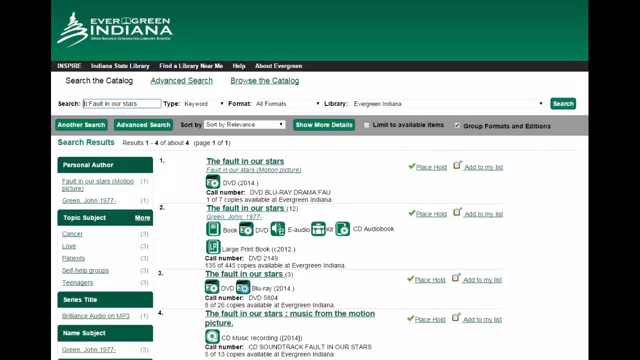 EVERGREEN
INDIANA
OPEN SOURCE INTEGRATED LIBRARY SYSTEM
INSPIRE Indiana State Library Find a Library Near Me Help About Evergreen
Search the Catalog Advanced Search Browse the Catalog
Search: Fault in our stars Type: Keyword Format: All Formats Library: Evergreen Indiana Search
Another Search Advanced Search Sort by Sort by Relevance Show More Details Limit to available items Group Formats and Editions
Search Results Results 1 - 4 of about 4 (page 1 of 1)
Personal Author
Fault in our stars (Motion picture) (1)
Green, John, 1977- (1)
Topic Subject More
Cancer (3)
Love (3)
Patients (3)
Self-help groups (3)
Teenagers (3)
Series Title
Brilliance Audio on MP3 (1)
Name Subject
Green, John, 1977- (3)
1. The fault in our stars
Fault in our stars (Motion picture)
DVD (2014.)
Call number: DVD BLU-RAY DRAMA FAU
1 of 7 copies available at Evergreen Indiana.
Place Hold Add to my list
2. The fault in our stars (12)
Green, John, 1977-
Book DVD E-audio Kit CD Audiobook
Large Print Book (c2012.)
Call number: DVD 2149
135 of 445 copies available at Evergreen Indiana.
Place Hold Add to my list
3. The fault in our stars (3)
DVD Blu-ray (2014.)
Call number: DVD 5804
8 of 26 copies available at Evergreen Indiana.
Place Hold Add to my list
4. The fault in our stars : music from the motion
picture.
CD Music recording ([2014])
Call number: CD SOUNDTRACK FAULT IN OUR STARS
5 of 13 copies available at Evergreen Indiana.
Place Hold Add to my list